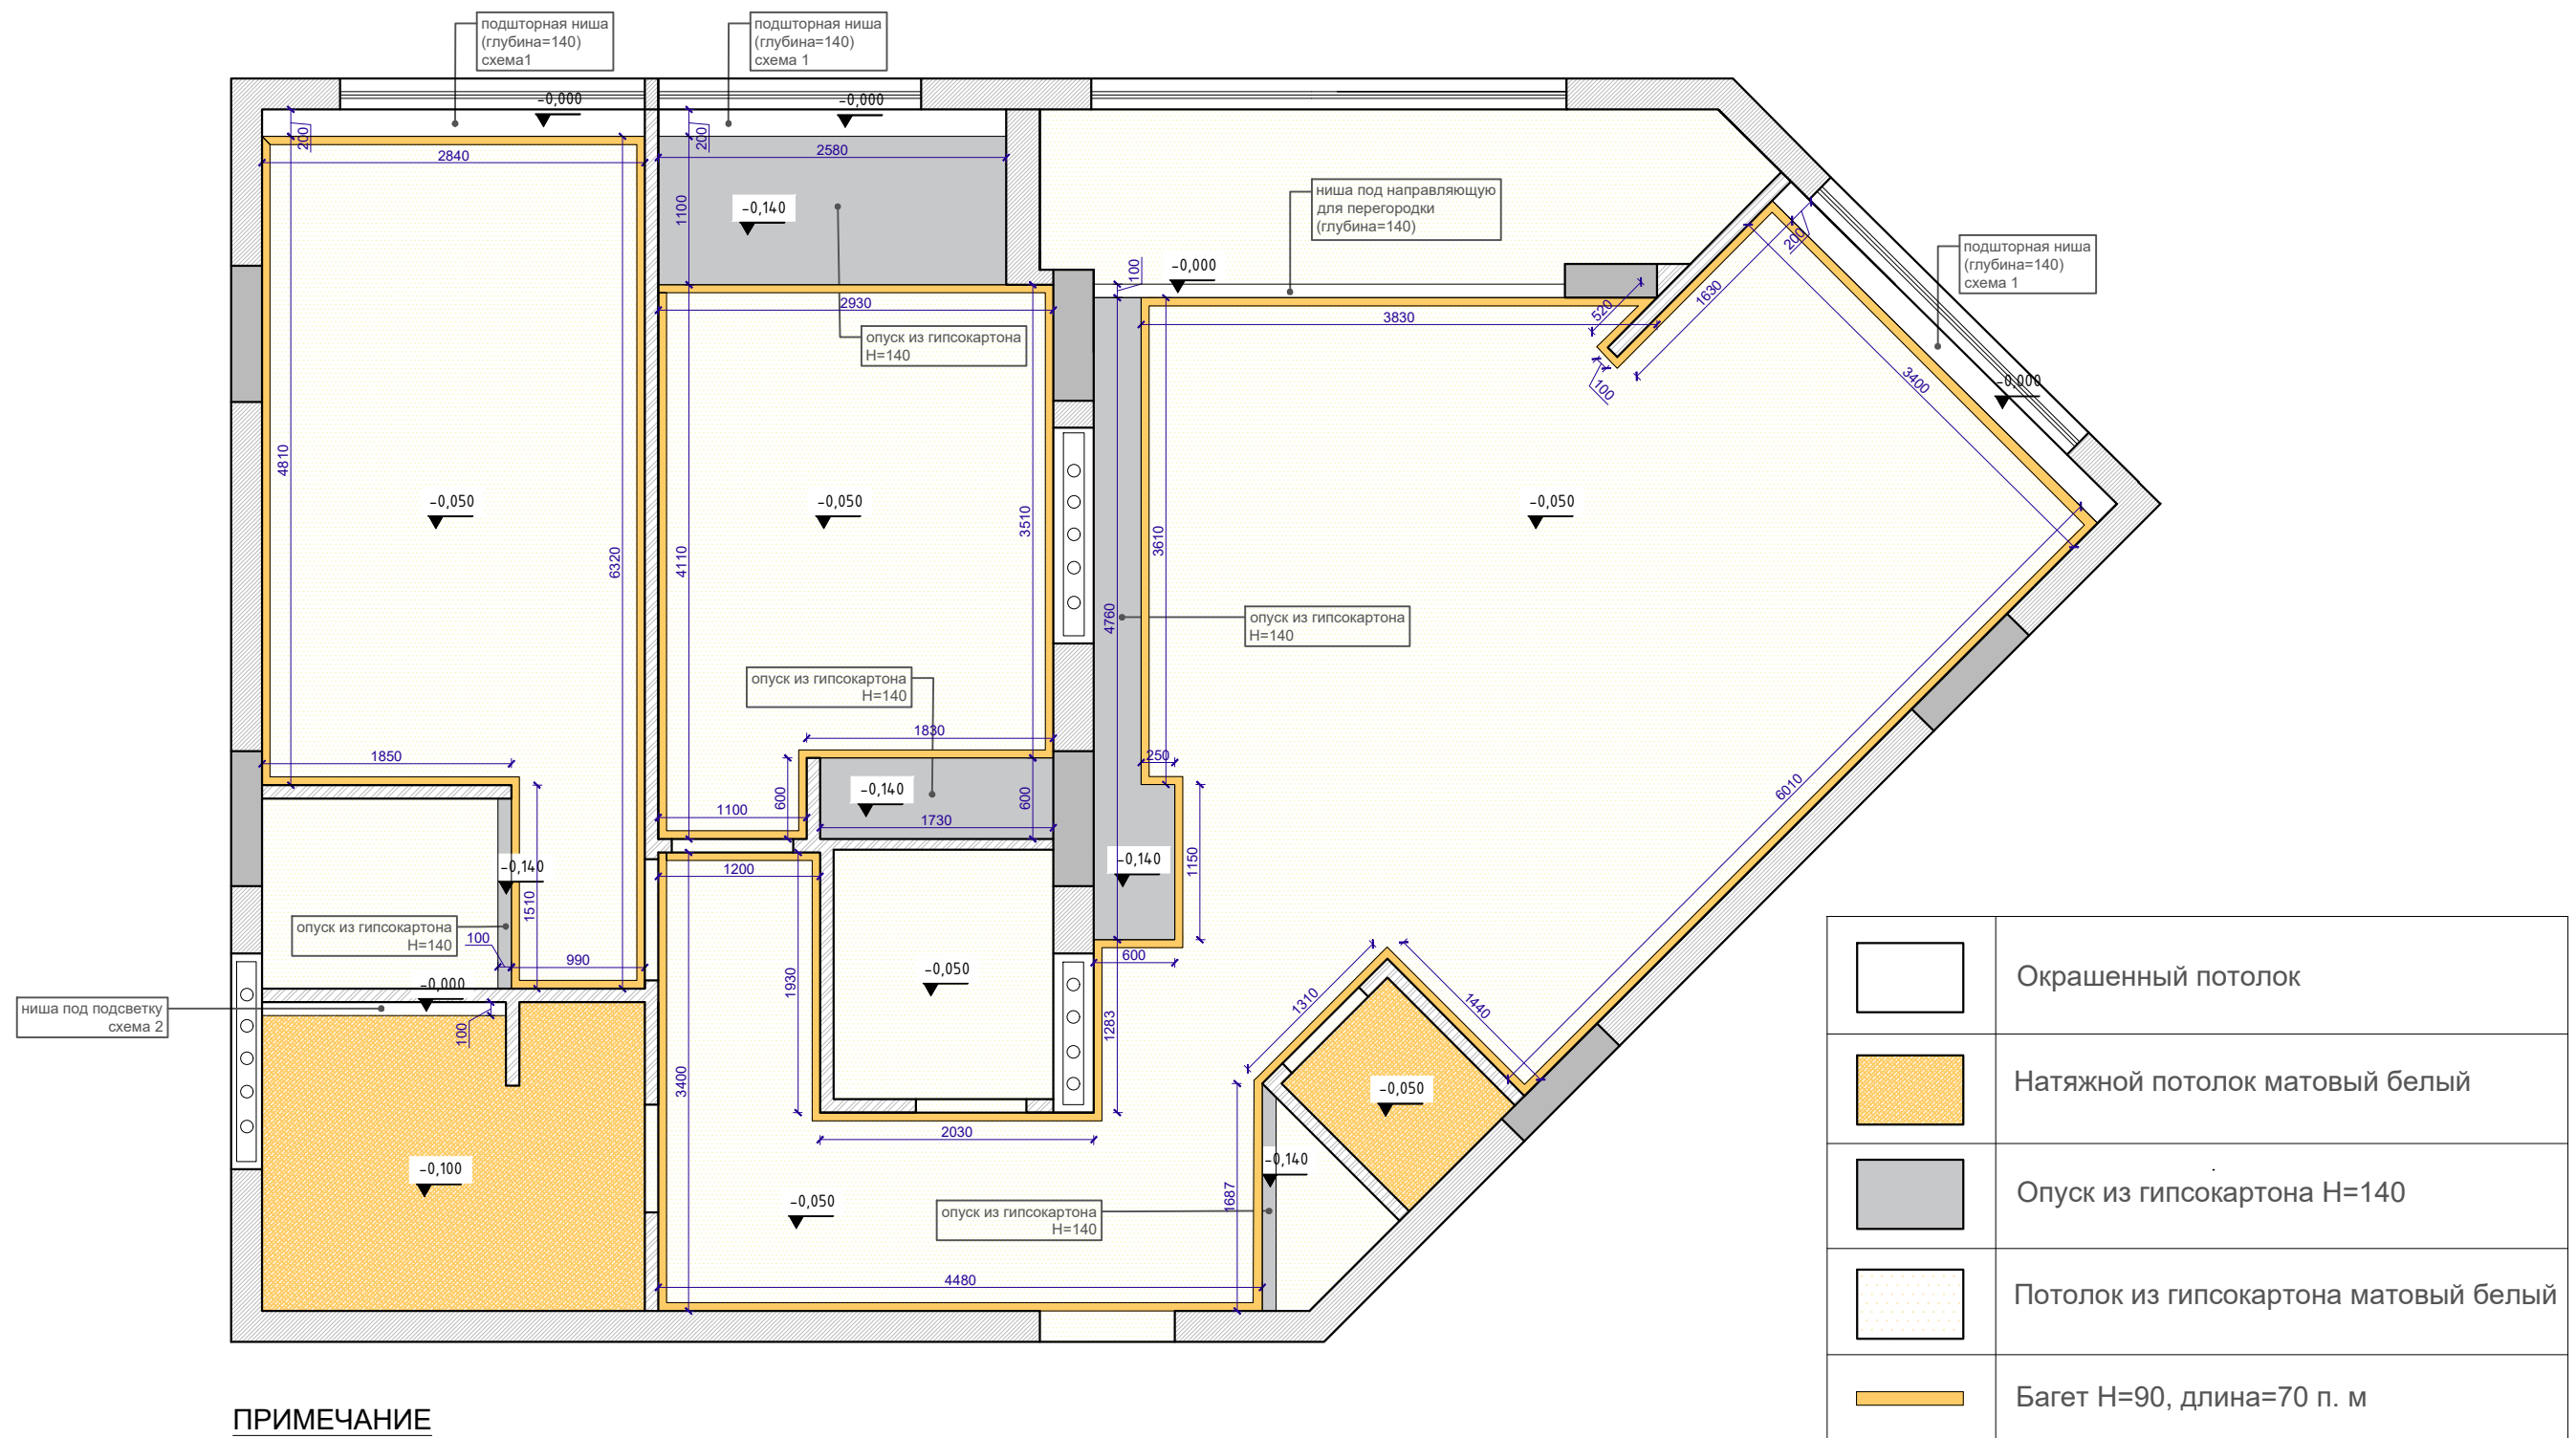 подшторная ниша
(глубина=140)
схема1
подшторная ниша
(глубина=140)
схема 1
-0,000
-0,000
200
200
2840
2580
ниша под направляющую
для перегородки
(глубина=140)
-0,140
1100
подшторная ниша
(глубина=140)
схема 1
200
100
-0,000
2930
520
1630
3830
опуск из гипсокартона
H=140
100
3400
-0,000
4810
-0,050
-0,050
-0,050
6320
4110
3510
3610
4760
опуск из гипсокартона
H=140
опуск из гипсокартона
H=140
1830
1850
250
600
-0,140
600
1100
1730
6010
-0,140
1200
-0,140
1150
1510
опуск из гипсокартона
H=140
100
990
600
-0,050
1930
-0,000
ниша под подсветку
схема 2
100
1310
1440
1283
3400
-0,050
2030
-0,100
-0,140
-0,050
1687
опуск из гипсокартона
H=140
4480
Окрашенный потолок
Натяжной потолок матовый белый
Опуск из гипсокартона H=140
Потолок из гипсокартона матовый белый
Багет H=90, длина=70 п. м
ПРИМЕЧАНИЕ